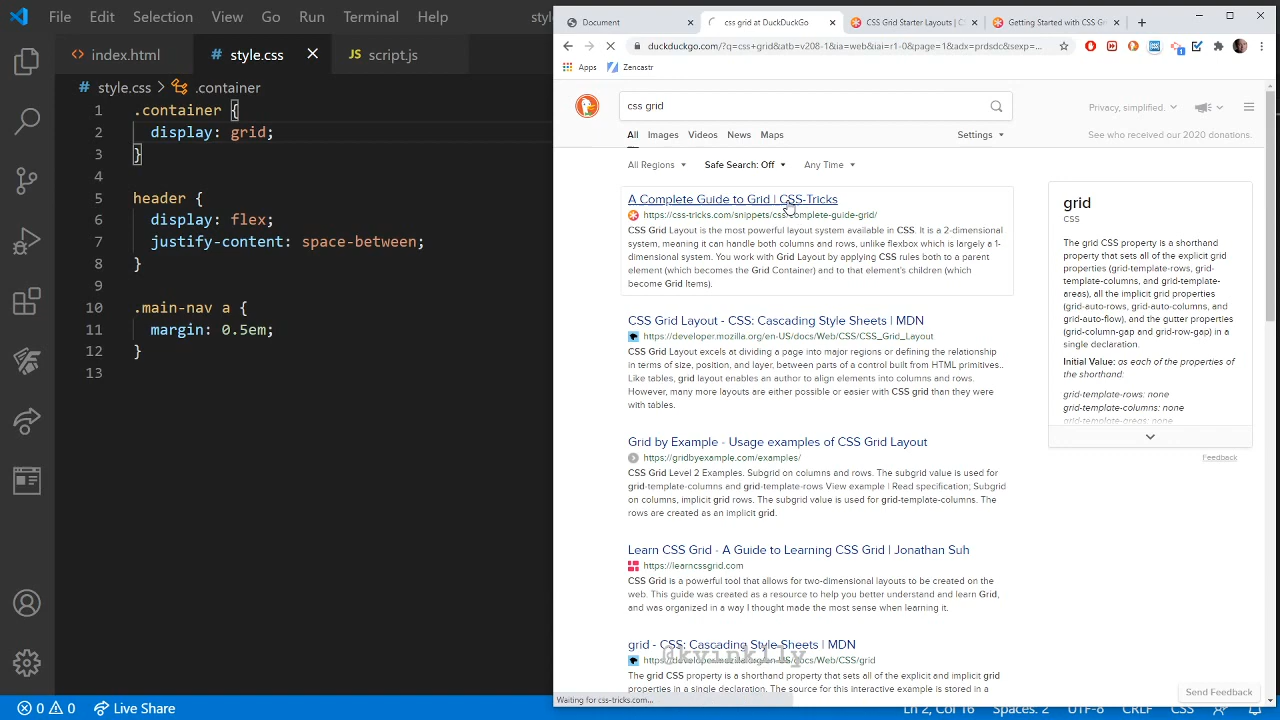 File Edit Selection View Go Run Terminal Help
index.html
style.css
script.js
style.css > .container
1 .container {
2 display: grid;
3 }
4
5 header {
6 display: flex;
7 justify-content: space-between;
8 }
9
10 .main-nav a {
11 margin: 0.5em;
12 }
13
0 0 Live Share
Ln 2, Col 16 Spaces: 2 UTF-8 CRLF CSS
Document
css grid at DuckDuckGo
CSS Grid Starter Layouts | C
Getting Started with CSS Gr
duckduckgo.com/?q=css+grid&atb=v208-1&ia=web&iai=r1-0&page=1&adx=prdsdc&sexp=...
Apps Zencastr
css grid
Privacy, simplified.
All Images Videos News Maps
Settings
See who received our 2020 donations.
All Regions Safe Search: Off Any Time
A Complete Guide to Grid | CSS-Tricks
https://css-tricks.com/snippets/css/complete-guide-grid/
CSS Grid Layout is the most powerful layout system available in CSS. It is a 2-dimensional
system, meaning it can handle both columns and rows, unlike flexbox which is largely a 1-
dimensional system. You work with Grid Layout by applying CSS rules both to a parent
element (which becomes the Grid Container) and to that element's children (which
become Grid Items).
CSS Grid Layout - CSS: Cascading Style Sheets | MDN
https://developer.mozilla.org/en-US/docs/Web/CSS/CSS_Grid_Layout
CSS Grid Layout excels at dividing a page into major regions or defining the relationship
in terms of size, position, and layer, between parts of a control built from HTML primitives..
Like tables, grid layout enables an author to align elements into columns and rows.
However, many more layouts are either possible or easier with CSS grid than they were
with tables.
Grid by Example - Usage examples of CSS Grid Layout
https://gridbyexample.com/examples/
CSS Grid Level 2 Examples. Subgrid on columns and rows. The subgrid value is used for
grid-template-columns and grid-template-rows View example | Read specification; Subgrid
on columns, implicit grid rows. The subgrid value is used for grid-template-columns. The
rows are created as an implicit grid.
Learn CSS Grid - A Guide to Learning CSS Grid | Jonathan Suh
https://learncssgrid.com
CSS Grid is a powerful tool that allows for two-dimensional layouts to be created on the
web. This guide was created as a resource to help you better understand and learn Grid,
and was organized in a way I thought made the most sense when learning it.
grid - CSS: Cascading Style Sheets | MDN
https://developer.mozilla.org/en-US/docs/Web/CSS/grid
The grid CSS property is a shorthand property that sets all of the explicit and implicit grid
properties in a single declaration. The source for this interactive example is stored in a
@kvinklly
grid
CSS
The grid CSS property is a shorthand
property that sets all of the explicit grid
properties (grid-template-rows, grid-
template-columns, and grid-template-
areas), all the implicit grid properties
(grid-auto-rows, grid-auto-columns, and
grid-auto-flow), and the gutter properties
(grid-column-gap and grid-row-gap) in a
single declaration.
Initial Value: as each of the properties of
the shorthand:
grid-template-rows: none
grid-template-columns: none
grid-template-areas: none
Feedback
Send Feedback
Waiting for css-tricks.com...